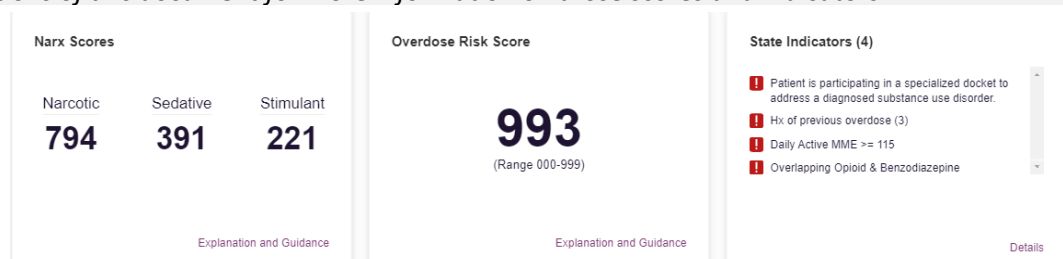 Narx Scores
Narcotic Sedative Stimulant
794 391 221
Explanation and Guidance
Overdose Risk Score
993
(Range 000-999)
Explanation and Guidance
State Indicators (4)
Patient is participating in a specialized docket to
address a diagnosed substance use disorder.
Hx of previous overdose (3)
Daily Active MME >= 115
Overlapping Opioid & Benzodiazepine
Details